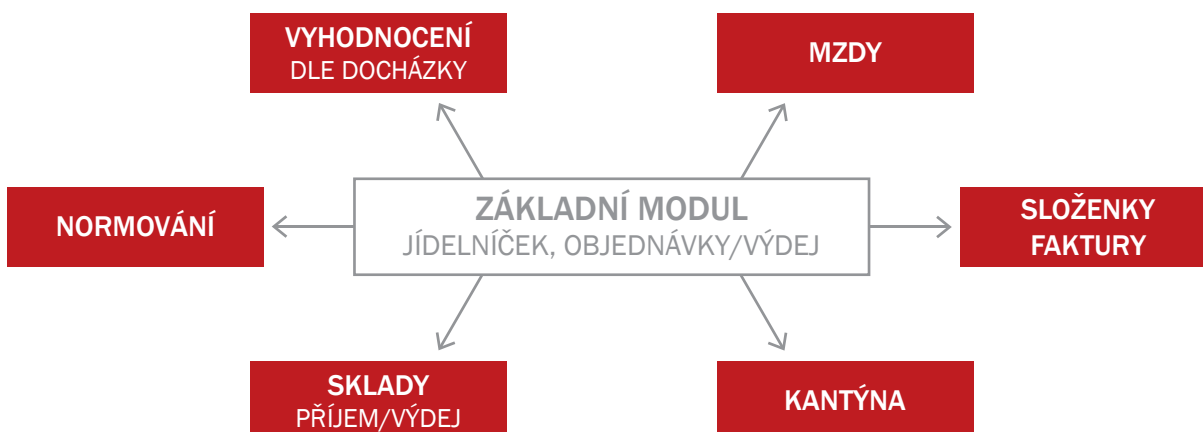 VYHODNOCENÍ
DLE DOCHÁZKY
MZDY
NORMOVÁNÍ
ZÁKLADNÍ MODUL
JÍDELNÍČEK, OBJEDNÁVKY/VÝDEJ
SLOŽENKY
FAKTURY
SKLADY
PŘÍJEM/VÝDEJ
KANTÝNA